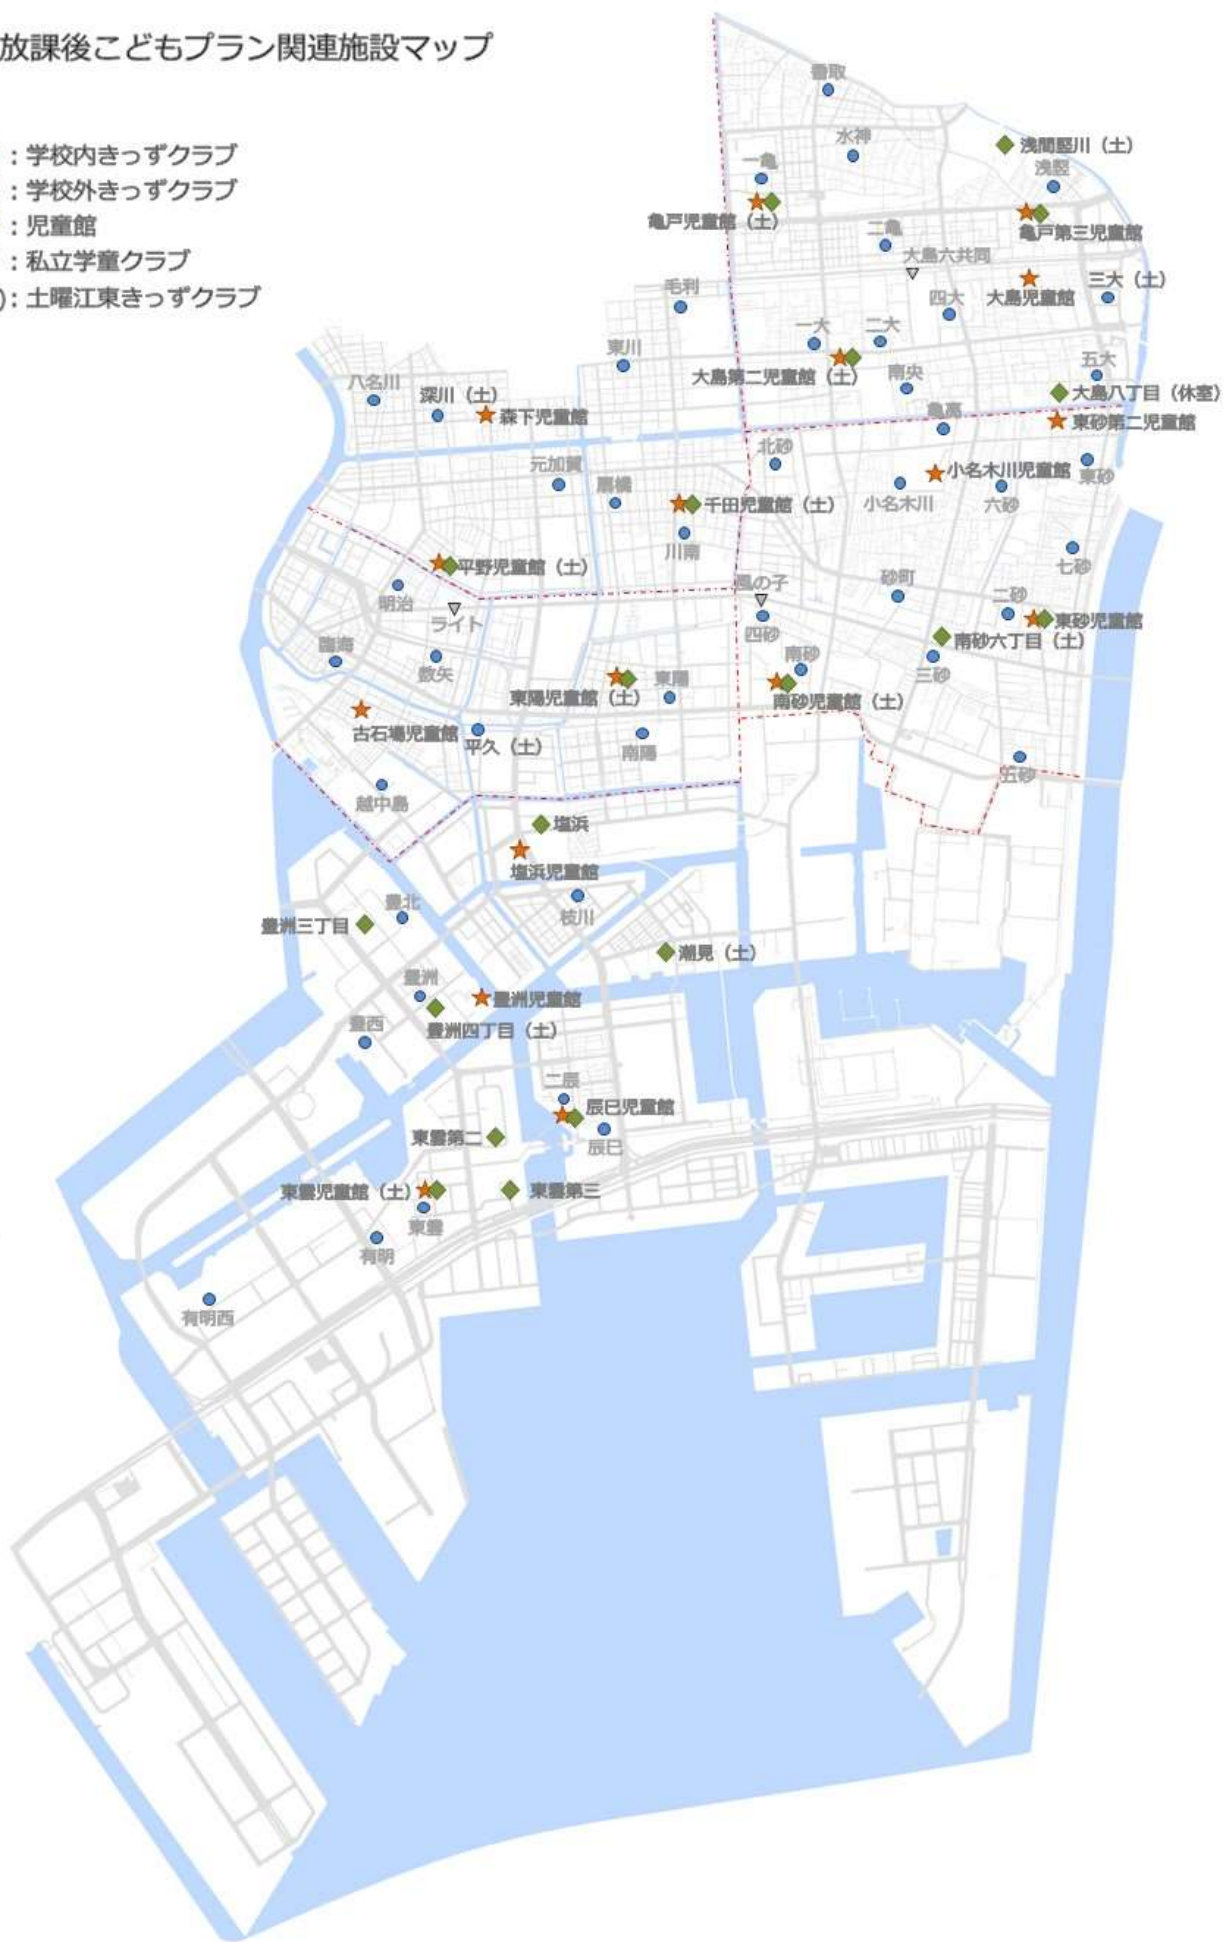 放課後こどもプラン関連施設マップ
：学校内きっずクラブ
：学校外きっずクラブ
：児童館
：私立学童クラブ
)：土曜江東きっずクラブ
香取
水神
浅間竪川（土）
浅竪
一亀
亀戸児童館（土）
亀戸第三児童館
二亀
大島六共同
大島児童館
三大（土）
毛利
四大
一大
二大
東川
大島第二児童館（土）
南央
五大
大島八丁目（休室）
八名川
深川（土）
森下児童館
亀高
東砂第二児童館
北砂
元加賀
扇橋
小名木川児童館
東砂
千田児童館（土）
小名木川
六砂
川南
七砂
平野児童館（土）
明治
ライト
風の子
四砂
砂町
二砂
東砂児童館
南砂六丁目（土）
臨海
数矢
三砂
東陽児童館（土）
東陽
南砂
南砂児童館（土）
古石場児童館
平久（土）
南陽
五砂
越中島
塩浜
塩浜児童館
枝川
豊北
豊洲三丁目
潮見（土）
豊洲
豊洲児童館
豊洲四丁目（土）
豊西
二辰
辰巳児童館
辰巳
東雲第二
東雲児童館（土）
東雲第三
東雲
有明
有明西